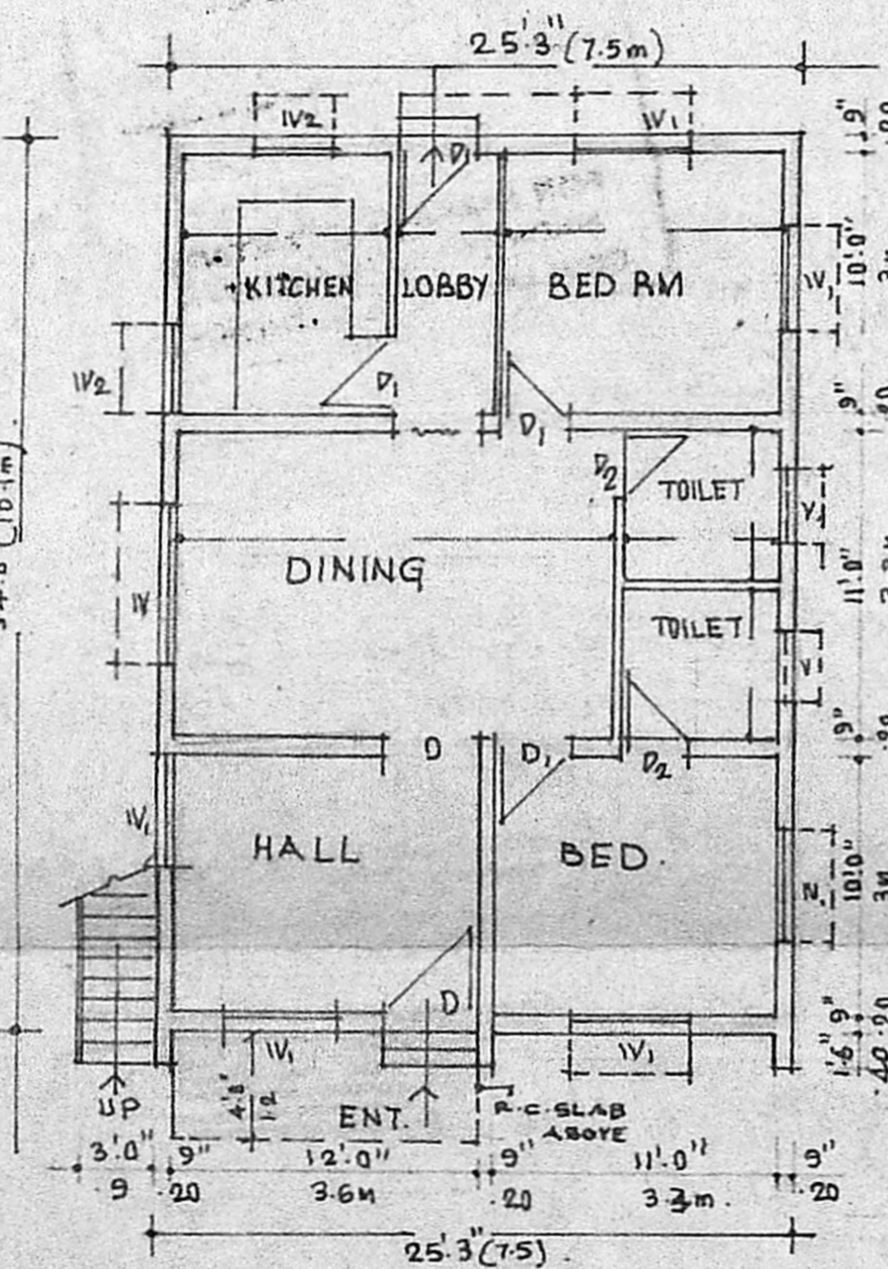 25'3" (7.5m)
W2
W1
D1
9"
KITCHEN
LOBBY
BED RM
W1
10'0"
W2
D1
D1
9"
D2
TOILET
V
DINING
11'0"
W
TOILET
V
D
D1
D2
9"
W1
HALL
BED.
10'0"
D
9"
W1
W1
1'6"
UP
ENT.
R.C. SLAB
ABOVE
3'0"
9"
12'0"
9"
11'0"
9"
.9
.20
3.6m
.20
.20
25'3" (7.5)